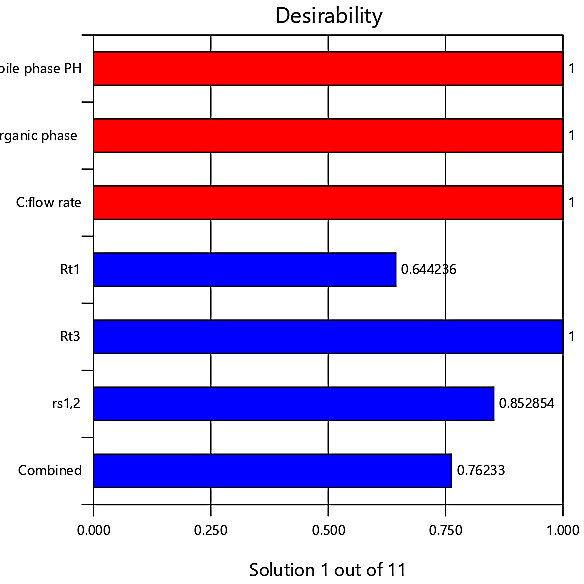 Desirability
bile phase PH
1
rganic phase
1
C:flow rate
1
Rt1
0.644236
Rt3
1
rs1,2
0.852854
Combined
0.76233
0.000
0.250
0.500
0.750
1.000
Solution 1 out of 11